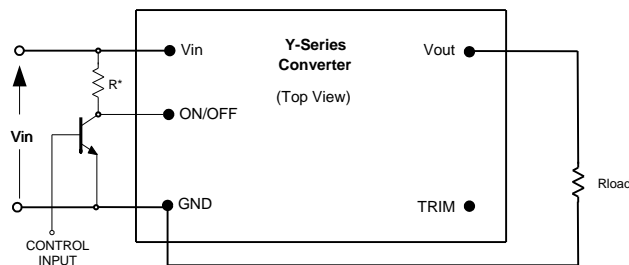 Y-Series
Converter
(Top View)
Vin
Vout
R*
ON/OFF
Vin
Rload
GND
TRIM
CONTROL
INPUT